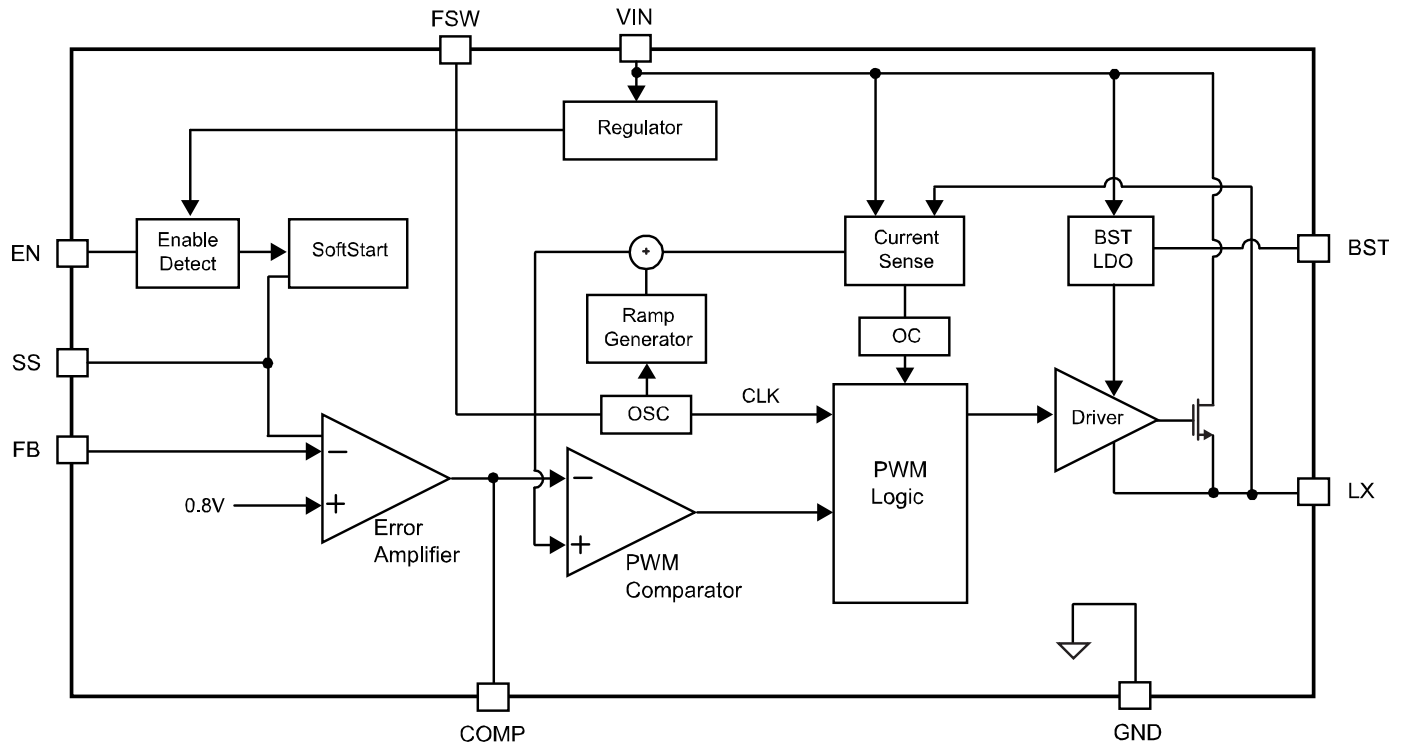 FSW
VIN
Regulator
EN
Enable
Detect
SoftStart
+
Current
Sense
BST
LDO
BST
Ramp
Generator
OC
SS
OSC
CLK
Driver
FB
−
+
0.8V
Error
Amplifier
−
+
PWM
Comparator
PWM
Logic
LX
COMP
GND